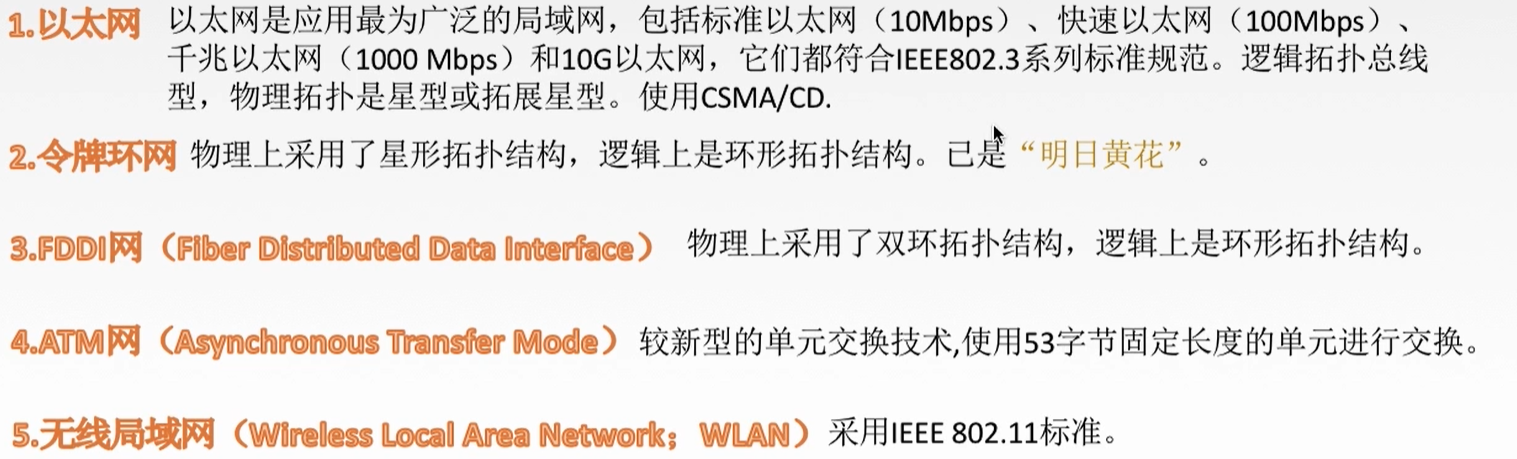 1.以太网 以太网是应用最为广泛的局域网，包括标准以太网（10Mbps）、快速以太网（100Mbps）、
千兆以太网（1000 Mbps）和10G以太网，它们都符合IEEE802.3系列标准规范。逻辑拓扑总线
型，物理拓扑是星型或拓展星型。使用CSMA/CD.
2.令牌环网 物理上采用了星形拓扑结构，逻辑上是环形拓扑结构。已是“明日黄花”。
3.FDDI网（Fiber Distributed Data Interface） 物理上采用了双环拓扑结构，逻辑上是环形拓扑结构。
4.ATM网（Asynchronous Transfer Mode） 较新型的单元交换技术,使用53字节固定长度的单元进行交换。
5.无线局域网（Wireless Local Area Network；WLAN） 采用IEEE 802.11标准。